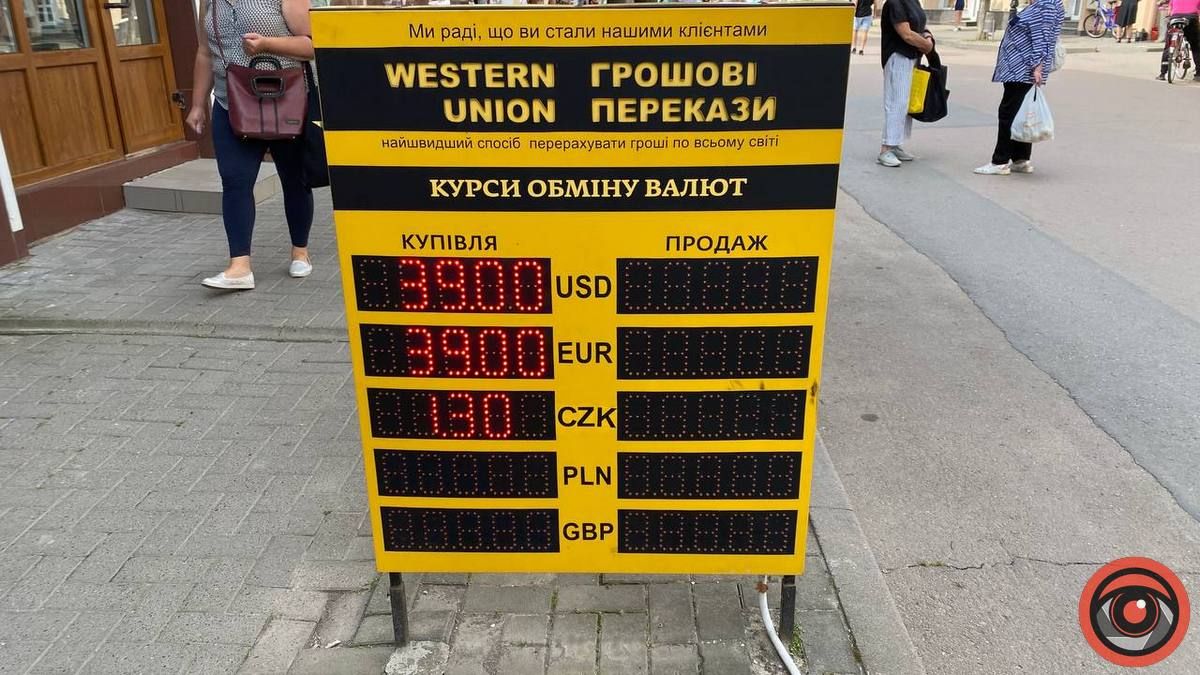 Ми раді, що ви стали нашими клієнтами
WESTERN ГРОШОВІ
UNION ПЕРЕКАЗИ
найшвидший спосіб перерахувати гроші по всьому світі
КУРСИ ОБМІНУ ВАЛЮТ
КУПІВЛЯ ПРОДАЖ
39.00 USD
39.00 EUR
1.30 CZK
PLN
GBP